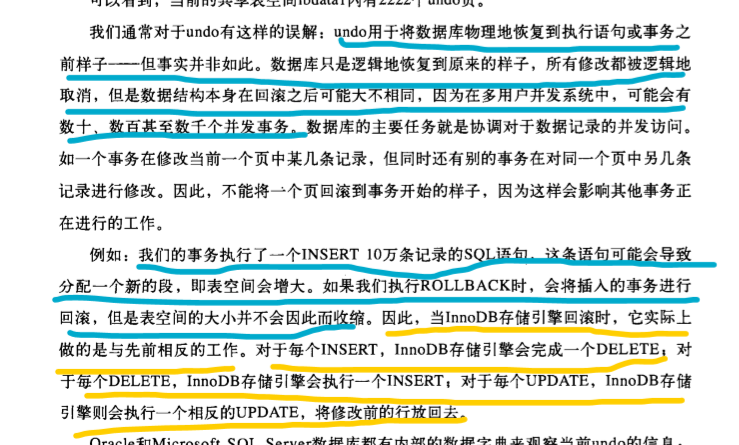 可以看到，当前的共享表空间ibdata1内有2222个undo页。
我们通常对于undo有这样的误解：undo用于将数据库物理地恢复到执行语句或事务之
前样子——但事实并非如此。数据库只是逻辑地恢复到原来的样子，所有修改都被逻辑地
取消，但是数据结构本身在回滚之后可能大不相同，因为在多用户并发系统中，可能会有
数十、数百甚至数千个并发事务。数据库的主要任务就是协调对于数据记录的并发访问。
如一个事务在修改当前一个页中某几条记录，但同时还有别的事务在对同一个页中另几条
记录进行修改。因此，不能将一个页回滚到事务开始的样子，因为这样会影响其他事务正
在进行的工作。
例如：我们的事务执行了一个INSERT 10万条记录的SQL语句，这条语句可能会导致
分配一个新的段，即表空间会增大。如果我们执行ROLLBACK时，会将插入的事务进行
回滚，但是表空间的大小并不会因此而收缩。因此，当InnoDB存储引擎回滚时，它实际上
做的是与先前相反的工作。对于每个INSERT，InnoDB存储引擎会完成一个DELETE；对
于每个DELETE，InnoDB存储引擎会执行一个INSERT；对于每个UPDATE，InnoDB存储
引擎则会执行一个相反的UPDATE，将修改前的行放回去。
Oracle和Microsoft SQL Server数据库都有内部的数据字典来观察当前undo的信息，